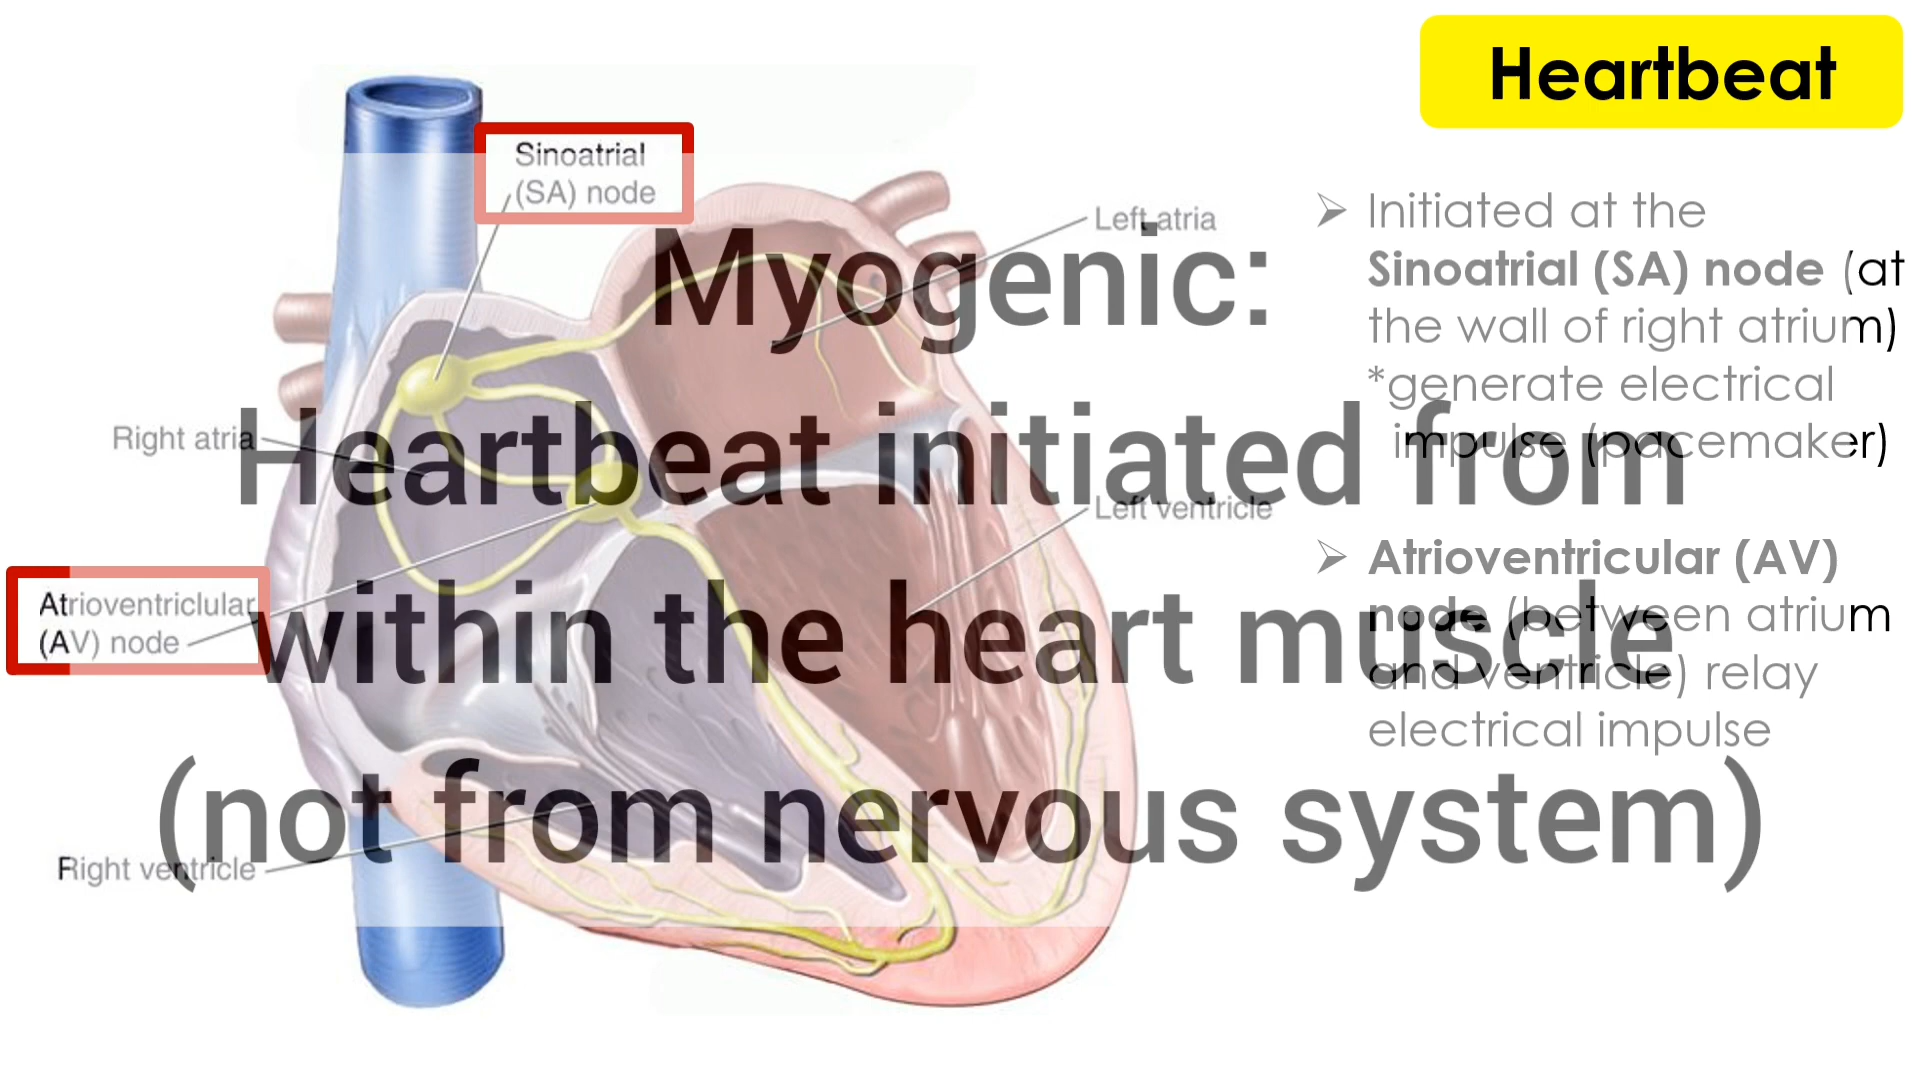 Heartbeat
Sinoatrial
(SA) node
Left atria
Right atria
Left ventricle
Atrioventriclular
(AV) node
Right ventricle
Myogenic:
Heartbeat initiated from
within the heart muscle
(not from nervous system)
➢ Initiated at the
Sinoatrial (SA) node (at
the wall of right atrium)
*generate electrical
impulse (pacemaker)
➢ Atrioventricular (AV)
node (between atrium
and ventricle) relay
electrical impulse